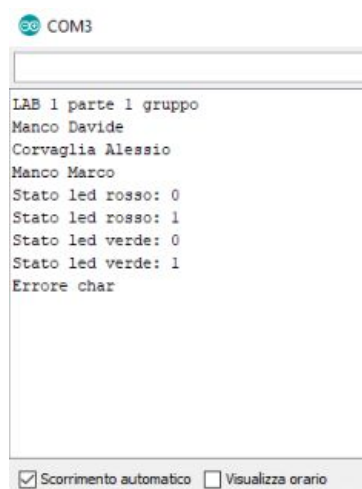 COM3
LAB 1 parte 1 gruppo
Manco Davide
Corvaglia Alessio
Manco Marco
Stato led rosso: 0
Stato led rosso: 1
Stato led verde: 0
Stato led verde: 1
Errore char
Scorrimento automatico Visualizza orario